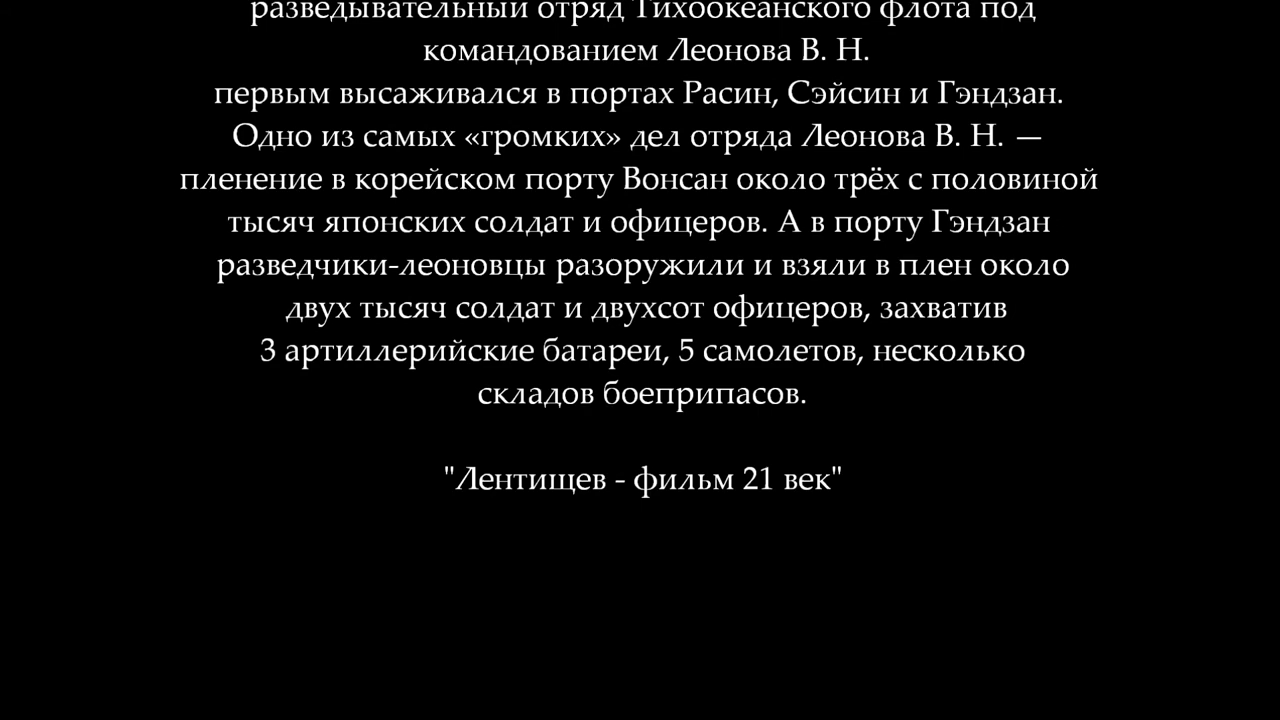 разведывательный отряд Тихоокеанского флота под
командованием Леонова В. Н.
первым высаживался в портах Расин, Сэйсин и Гэндзан.
Одно из самых «громких» дел отряда Леонова В. Н. —
пленение в корейском порту Вонсан около трёх с половиной
тысяч японских солдат и офицеров. А в порту Гэндзан
разведчики-леоновцы разоружили и взяли в плен около
двух тысяч солдат и двухсот офицеров, захватив
3 артиллерийские батареи, 5 самолетов, несколько
складов боеприпасов.
"Лентищев - фильм 21 век"